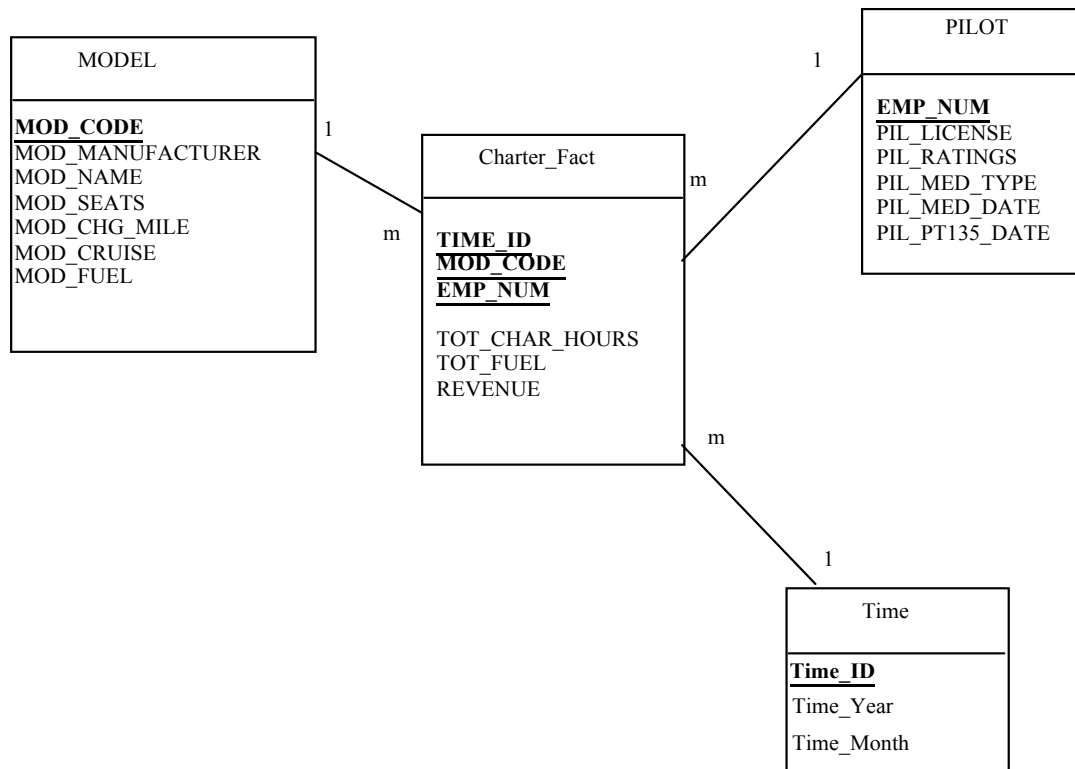 MODEL
MOD_CODE
MOD_MANUFACTURER
MOD_NAME
MOD_SEATS
MOD_CHG_MILE
MOD_CRUISE
MOD_FUEL
1
m
Charter_Fact
TIME_ID
MOD_CODE
EMP_NUM
TOT_CHAR_HOURS
TOT_FUEL
REVENUE
m
1
PILOT
EMP_NUM
PIL_LICENSE
PIL_RATINGS
PIL_MED_TYPE
PIL_MED_DATE
PIL_PT135_DATE
m
1
Time
Time_ID
Time_Year
Time_Month